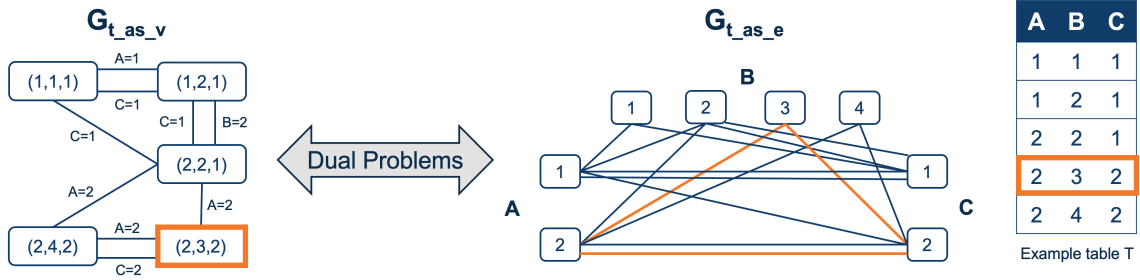 G_t_as_v
A=1
(1,1,1) (1,2,1)
C=1
C=1 C=1 B=2
(2,2,1)
A=2 A=2
A=2
(2,4,2) (2,3,2)
C=2
Dual Problems
G_t_as_e
B
1 2 3 4
1 1
A C
2 2
A B C
1 1 1
1 2 1
2 2 1
2 3 2
2 4 2
Example table T